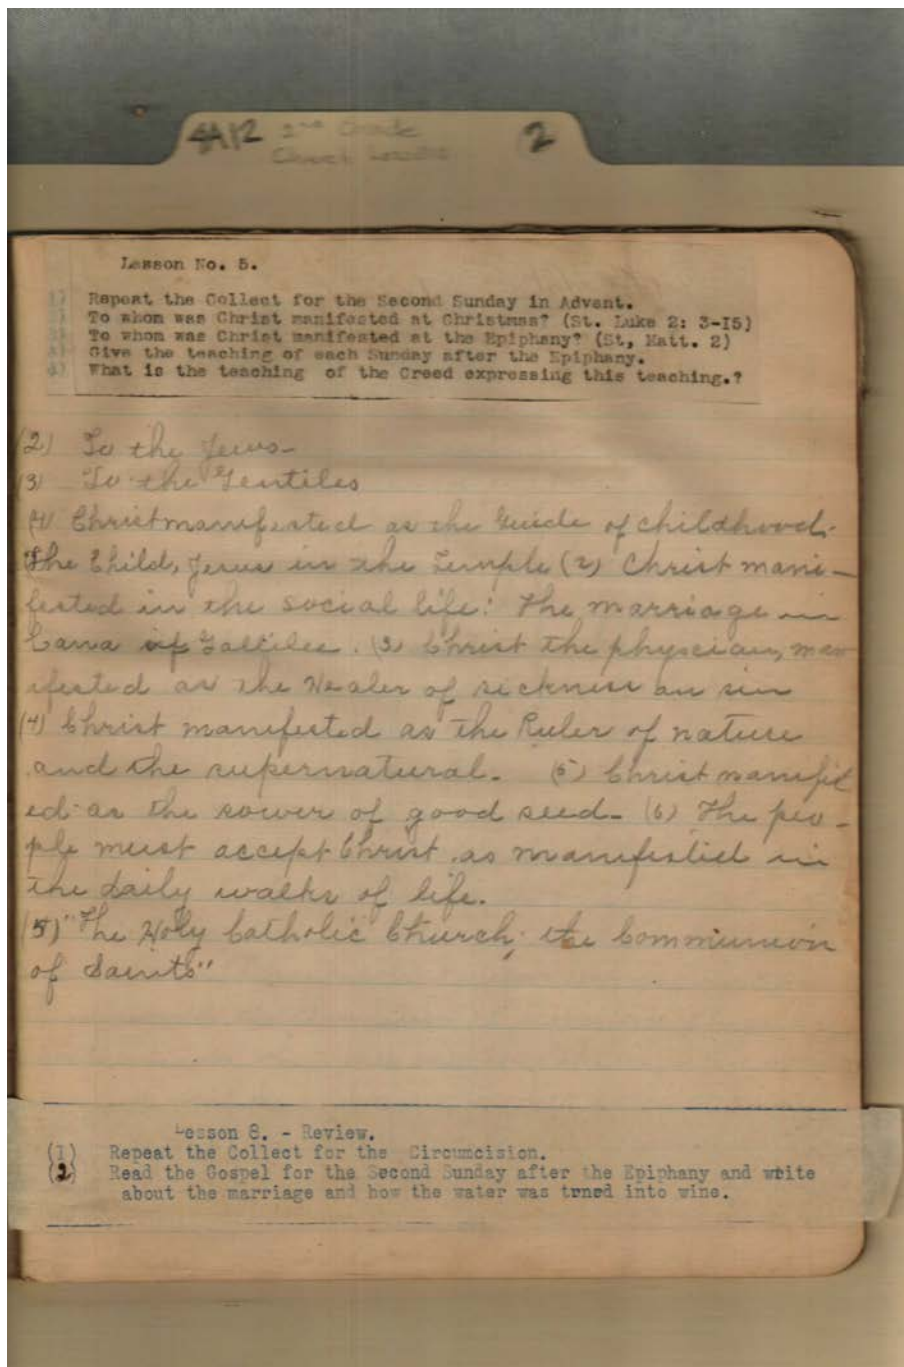 SA12 2nd Grade 2
Church Lessons
Lesson No. 5.
1) Repeat the Collect for the Second Sunday in Advent.
To whom was Christ manifested at Christmas? (St. Luke 2: 3-I5)
To whom was Christ manifested at the Epiphany? (St, Matt. 2)
Give the teaching of each Sunday after the Epiphany.
What is the teaching of the Creed expressing this teaching.?
(2) To the Jews-
(3) To the Gentiles
(4) Christ manifested as the Guide of childhood.
The Child, Jesus in the Temple (2) Christ mani-
fested in the social life: The marriage in
Cana of Galilee. (3) Christ the physician, man
ifested as the Healer of sickness an sin
(4) Christ manifested as the Ruler of nature
and the supernatural. (5) Christ manifest
ed as the sower of good seed- (6) The peo-
ple must accept Christ as manifested in
the daily walks of life.
(5) "The Holy Catholic Church; the Communion
of Saints"
Lesson 8. - Review.
(I) Repeat the Collect for the Circumcision.
(2) Read the Gospel for the Second Sunday after the Epiphany and write
about the marriage and how the water was turned into wine.